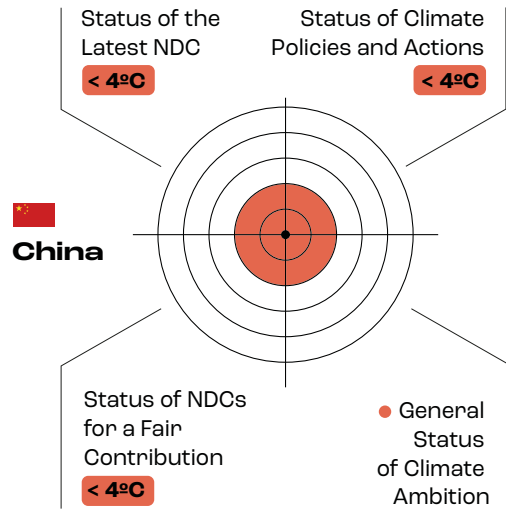 Status of the
Latest NDC
< 4ºC
Status of Climate
Policies and Actions
< 4ºC
China
Status of NDCs
for a Fair
Contribution
< 4ºC
General
Status
of Climate
Ambition